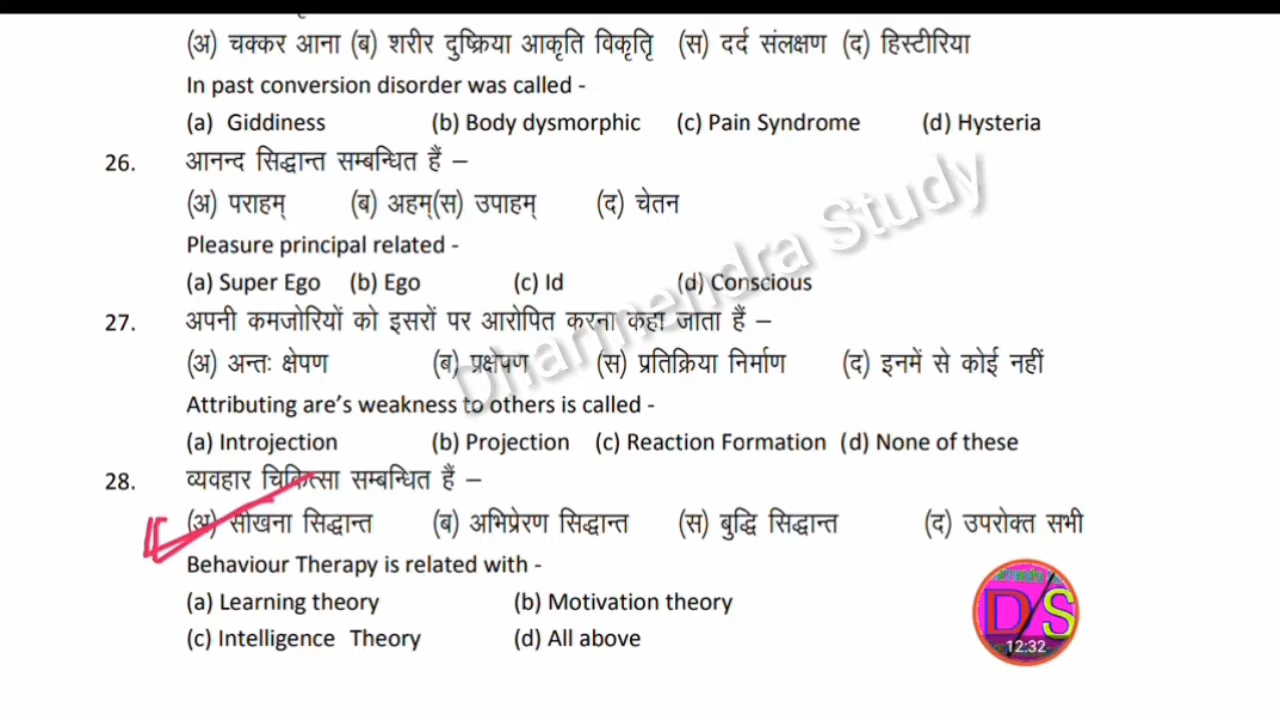 (अ) चक्कर आना (ब) शरीर दुष्क्रिया आकृति विकृतृि (स) दर्द संलक्षण (द) हिस्टीरिया
In past conversion disorder was called -
(a) Giddiness (b) Body dysmorphic (c) Pain Syndrome (d) Hysteria
26. आनन्द सिद्धान्त सम्बन्धित हैं –
(अ) पराहम् (ब) अहम्(स) उपाहम् (द) चेतन
Pleasure principal related -
(a) Super Ego (b) Ego (c) Id (d) Conscious
27. अपनी कमजोरियों को इसरों पर आरोपित करना कहा जाता हैं –
(अ) अन्तः क्षेपण (ब) प्रक्षेपण (स) प्रतिक्रिया निर्माण (द) इनमें से कोई नहीं
Attributing are's weakness to others is called -
(a) Introjection (b) Projection (c) Reaction Formation (d) None of these
28. व्यवहार चिकित्सा सम्बन्धित हैं –
(अ) सीखना सिद्धान्त (ब) अभिप्रेरण सिद्धान्त (स) बुद्धि सिद्धान्त (द) उपरोक्त सभी
Behaviour Therapy is related with -
(a) Learning theory (b) Motivation theory
(c) Intelligence Theory (d) All above
Dharmendra Study
D/S
12:32